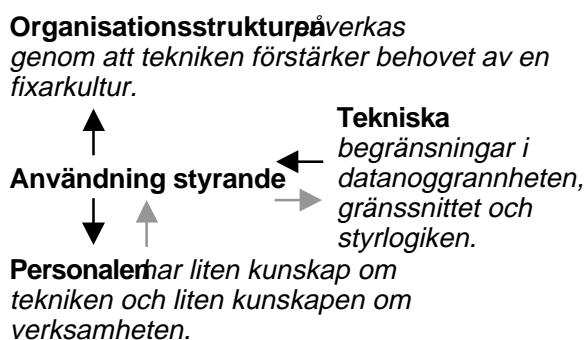 Organisationsstrukturen påverkas
genom att tekniken förstärker behovet av en
fixarkultur.
Tekniska
begränsningar i
datanoggrannheten,
gränssnittet och
styrlogiken.
Användning styrande
Personalen har liten kunskap om
tekniken och liten kunskapen om
verksamheten.